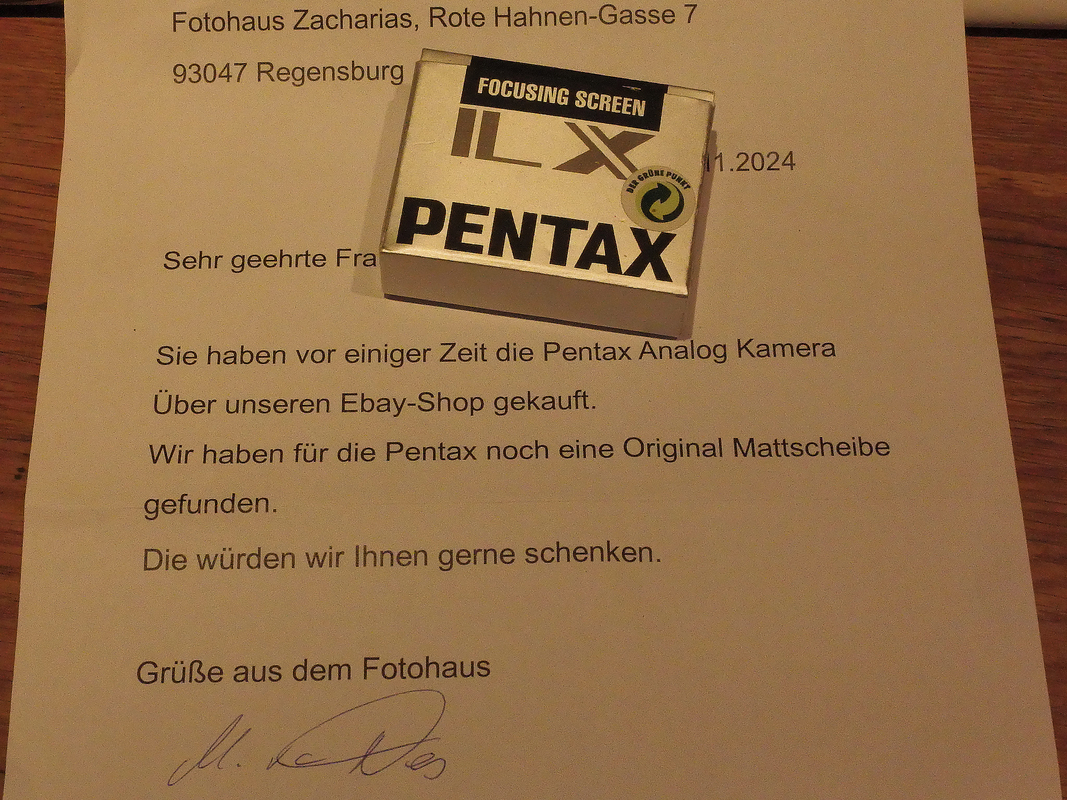 Fotohaus Zacharias, Rote Hahnen-Gasse 7
93047 Regensburg
FOCUSING SCREEN
LX
DER GRÜNE PUNKT
PENTAX
11.2024
Sehr geehrte Fra
Sie haben vor einiger Zeit die Pentax Analog Kamera
Über unseren Ebay-Shop gekauft.
Wir haben für die Pentax noch eine Original Mattscheibe
gefunden.
Die würden wir Ihnen gerne schenken.
Grüße aus dem Fotohaus